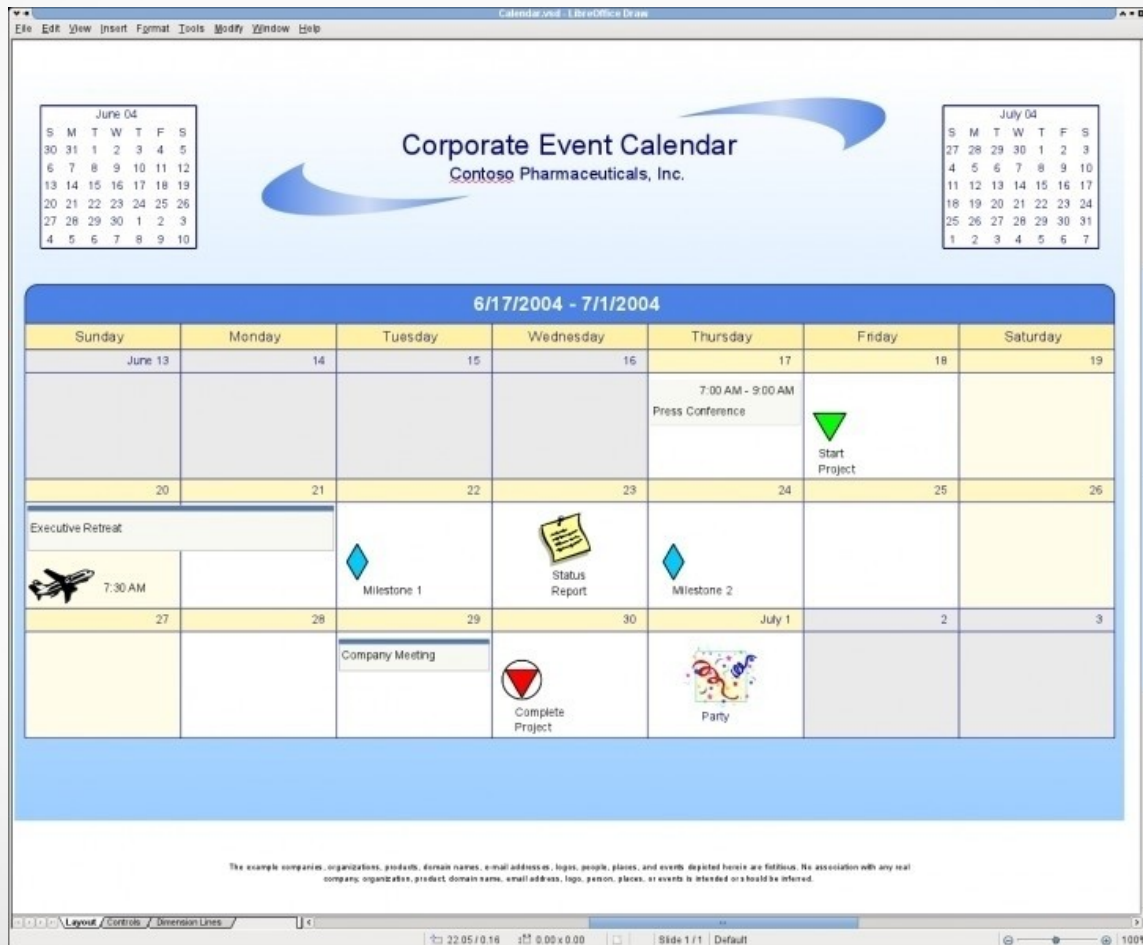 Calendar.vsd - LibreOffice Draw
File Edit View Insert Format Tools Modify Window Help
June 04
S M T W T F S
30 31 1 2 3 4 5
6 7 8 9 10 11 12
13 14 15 16 17 18 19
20 21 22 23 24 25 26
27 28 29 30 1 2 3
4 5 6 7 8 9 10
Corporate Event Calendar
Contoso Pharmaceuticals, Inc.
July 04
S M T W T F S
27 28 29 30 1 2 3
4 5 6 7 8 9 10
11 12 13 14 15 16 17
18 19 20 21 22 23 24
25 26 27 28 29 30 31
1 2 3 4 5 6 7
6/17/2004 - 7/1/2004
Sunday Monday Tuesday Wednesday Thursday Friday Saturday
June 13 14 15 16 17 18 19
7:00 AM - 9:00 AM
Press Conference
Start
Project
20 21 22 23 24 25 26
Executive Retreat
7:30 AM
Milestone 1
Status
Report
Milestone 2
27 28 29 30 July 1 2 3
Company Meeting
Complete
Project
Party
The example companies, organizations, products, domain names, e-mail addresses, logos, people, places, and events depicted herein are fictitious. No association with any real
company, organization, product, domain name, email address, logo, person, places, or events is intended or should be inferred.
Layout Controls Dimension Lines
22.05 / 0.16 0.00 x 0.00 Slide 1 / 1 Default 100%